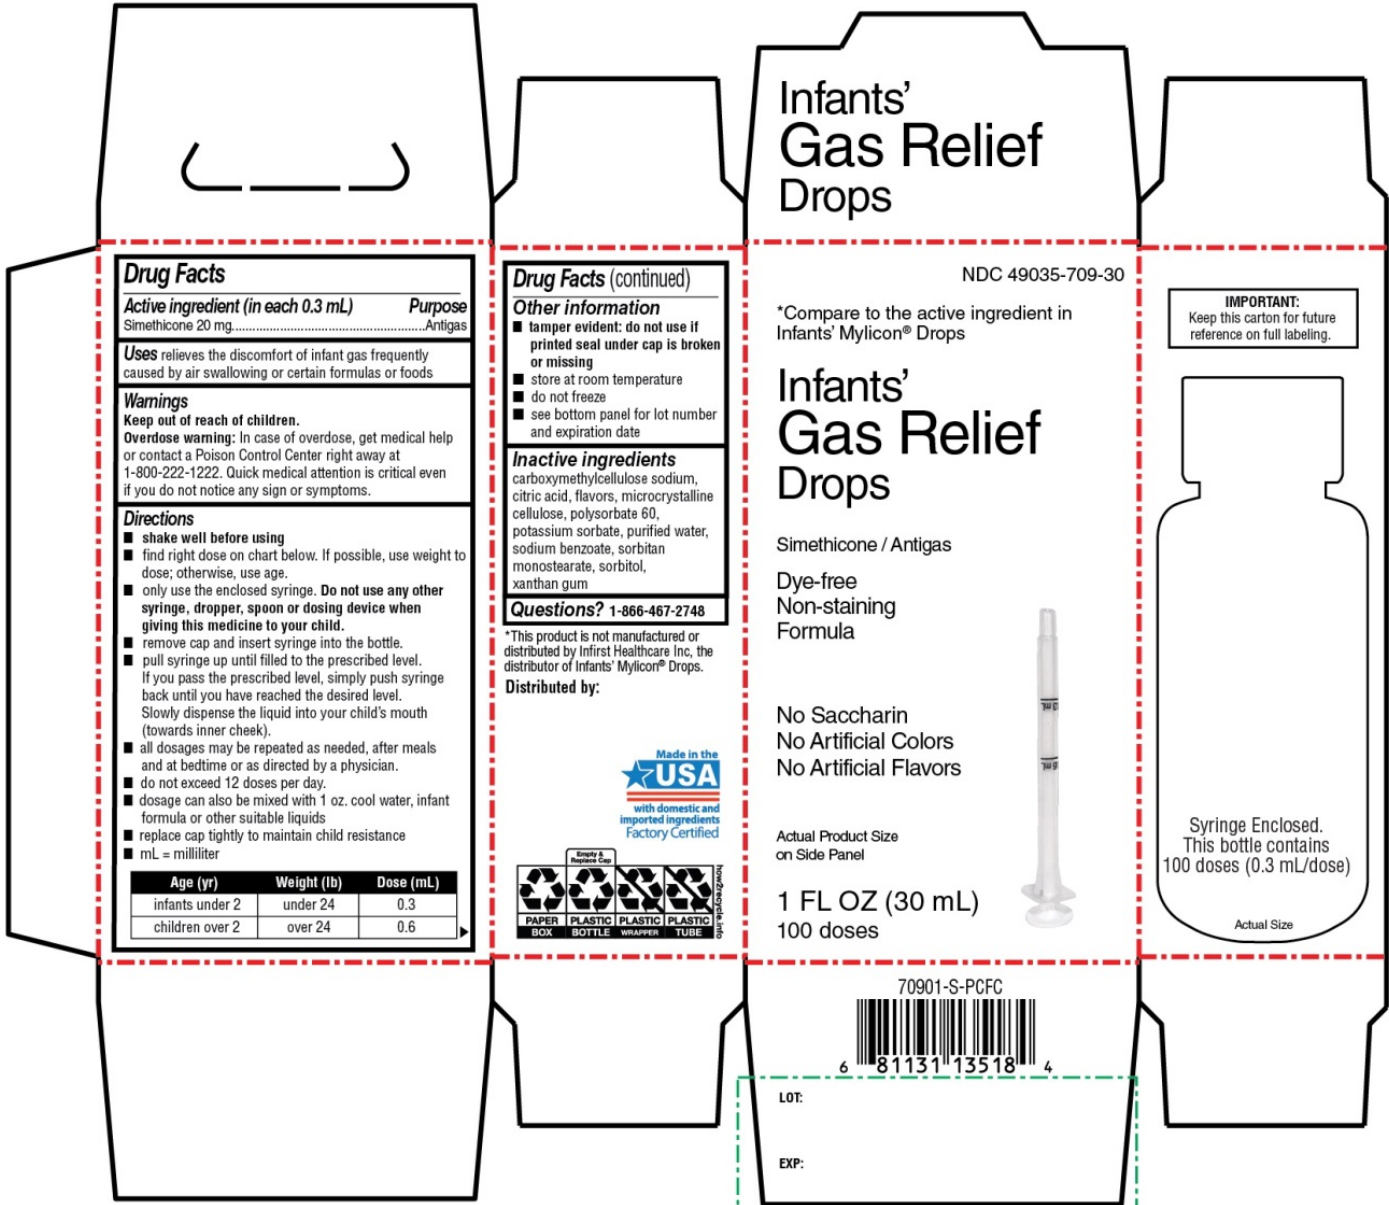 Infants'
Gas Relief
Drops
Drug Facts
Active ingredient (in each 0.3 mL) Purpose
Simethicone 20 mg......................................................Antigas
Uses relieves the discomfort of infant gas frequently
caused by air swallowing or certain formulas or foods
Warnings
Keep out of reach of children.
Overdose warning: In case of overdose, get medical help
or contact a Poison Control Center right away at
1-800-222-1222. Quick medical attention is critical even
if you do not notice any sign or symptoms.
Directions
■ shake well before using
■ find right dose on chart below. If possible, use weight to
dose; otherwise, use age.
■ only use the enclosed syringe. Do not use any other
syringe, dropper, spoon or dosing device when
giving this medicine to your child.
■ remove cap and insert syringe into the bottle.
■ pull syringe up until filled to the prescribed level.
If you pass the prescribed level, simply push syringe
back until you have reached the desired level.
Slowly dispense the liquid into your child's mouth
(towards inner cheek).
■ all dosages may be repeated as needed, after meals
and at bedtime or as directed by a physician.
■ do not exceed 12 doses per day.
■ dosage can also be mixed with 1 oz. cool water, infant
formula or other suitable liquids
■ replace cap tightly to maintain child resistance
■ mL = milliliter
Age (yr) Weight (lb) Dose (mL)
infants under 2 under 24 0.3
children over 2 over 24 0.6
Drug Facts (continued)
Other information
■ tamper evident: do not use if
printed seal under cap is broken
or missing
■ store at room temperature
■ do not freeze
■ see bottom panel for lot number
and expiration date
Inactive ingredients
carboxymethylcellulose sodium,
citric acid, flavors, microcrystalline
cellulose, polysorbate 60,
potassium sorbate, purified water,
sodium benzoate, sorbitan
monostearate, sorbitol,
xanthan gum
Questions? 1-866-467-2748
*This product is not manufactured or
distributed by Infirst Healthcare Inc, the
distributor of Infants' Mylicon® Drops.
Distributed by:
Made in the
USA
with domestic and
imported ingredients
Factory Certified
Empty &
Replace Cap
PAPER PLASTIC PLASTIC PLASTIC
BOX BOTTLE WRAPPER TUBE
how2recycle.info
NDC 49035-709-30
*Compare to the active ingredient in
Infants' Mylicon® Drops
Infants'
Gas Relief
Drops
Simethicone / Antigas
Dye-free
Non-staining
Formula
No Saccharin
No Artificial Colors
No Artificial Flavors
Actual Product Size
on Side Panel
1 FL OZ (30 mL)
100 doses
IMPORTANT:
Keep this carton for future
reference on full labeling.
Syringe Enclosed.
This bottle contains
100 doses (0.3 mL/dose)
Actual Size
70901-S-PCFC
6 81131 13518 4
LOT:
EXP: